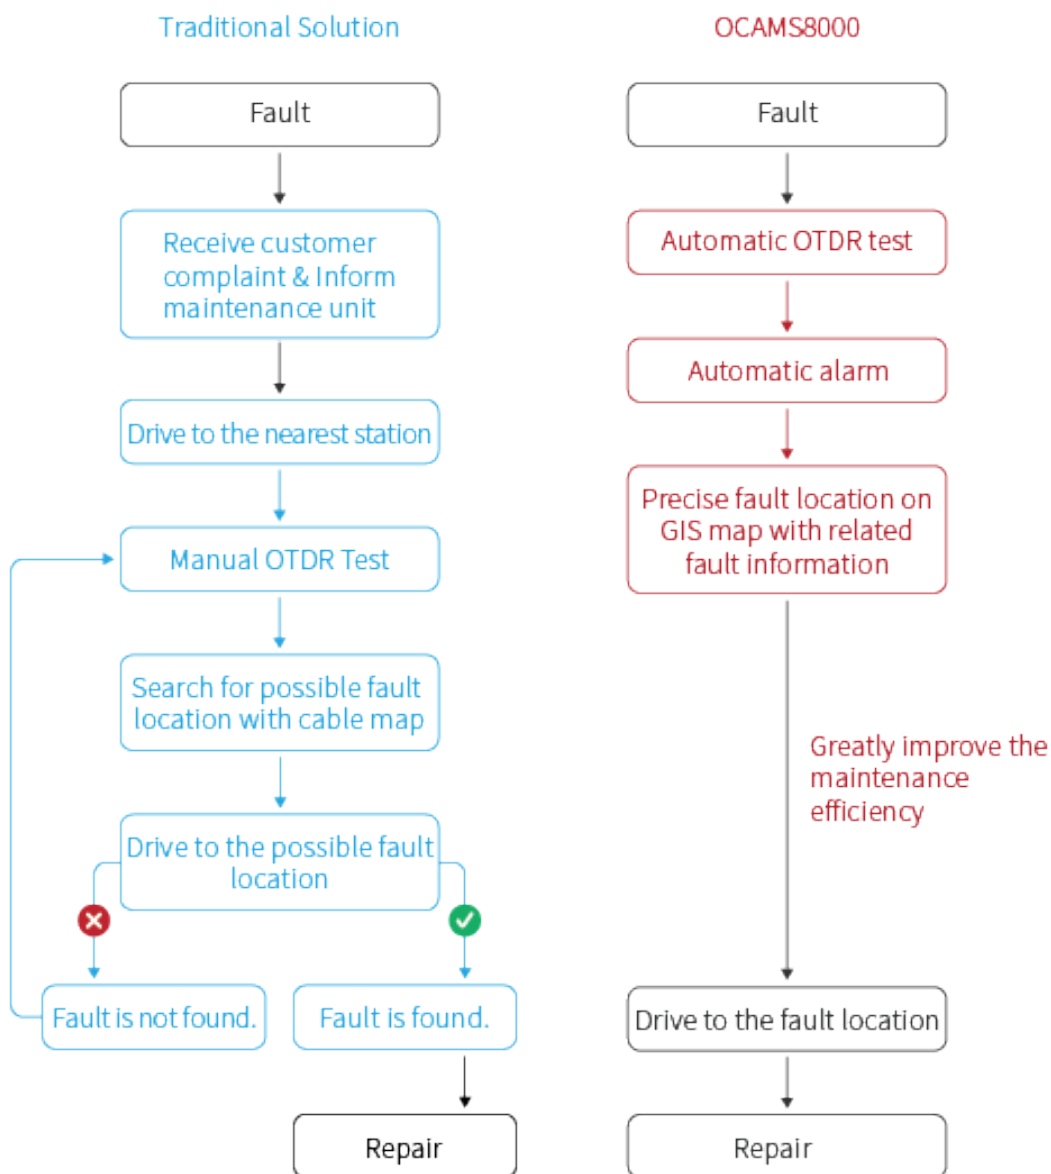 Traditional Solution
Fault
Receive customer
complaint & Inform
maintenance unit
Drive to the nearest station
Manual OTDR Test
Search for possible fault
location with cable map
Drive to the possible fault
location
Fault is not found.
Fault is found.
Repair
OCAMS8000
Fault
Automatic OTDR test
Automatic alarm
Precise fault location on
GIS map with related
fault information
Greatly improve the
maintenance
efficiency
Drive to the fault location
Repair